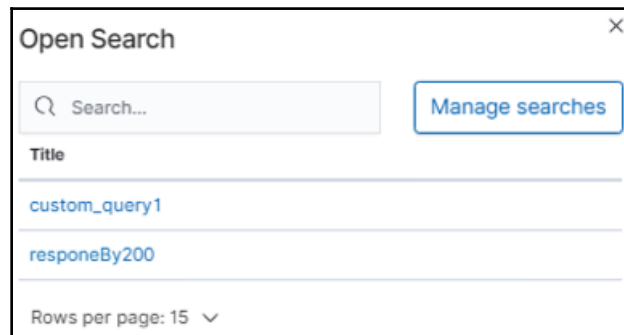 Open Search
Search...
Manage searches
Title
custom_query1
responeBy200
Rows per page: 15